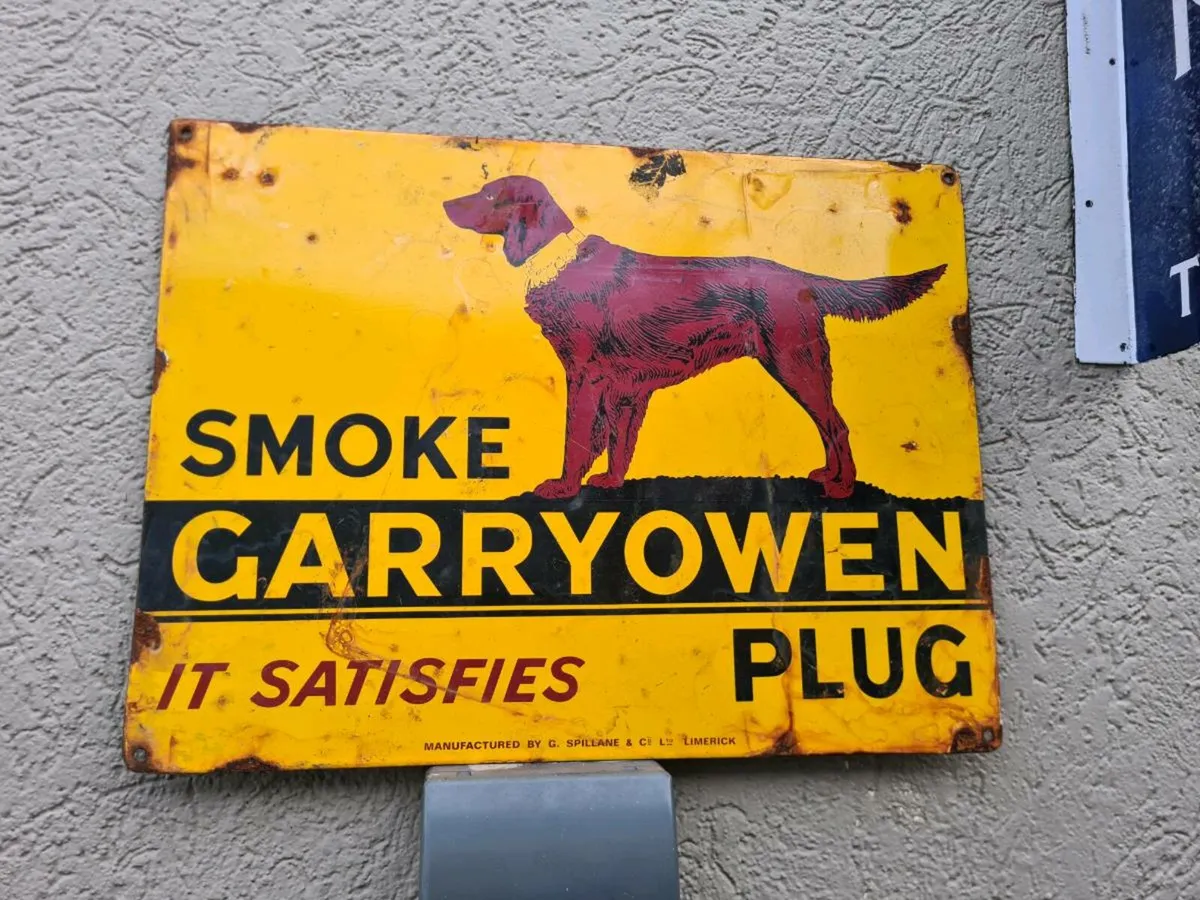 SMOKE
GARRYOWEN
PLUG
IT SATISFIES
MANUFACTURED BY G. SPILLANE & Co LTD LIMERICK
T